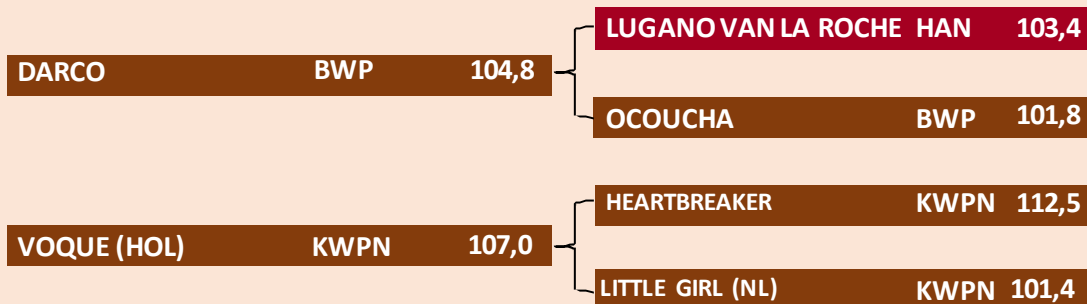 LUGANO VAN LA ROCHE HAN 103,4
DARCO BWP 104,8
OCOUCHA BWP 101,8
HEARTBREAKER KWPN 112,5
VOQUE (HOL) KWPN 107,0
LITTLE GIRL (NL) KWPN 101,4